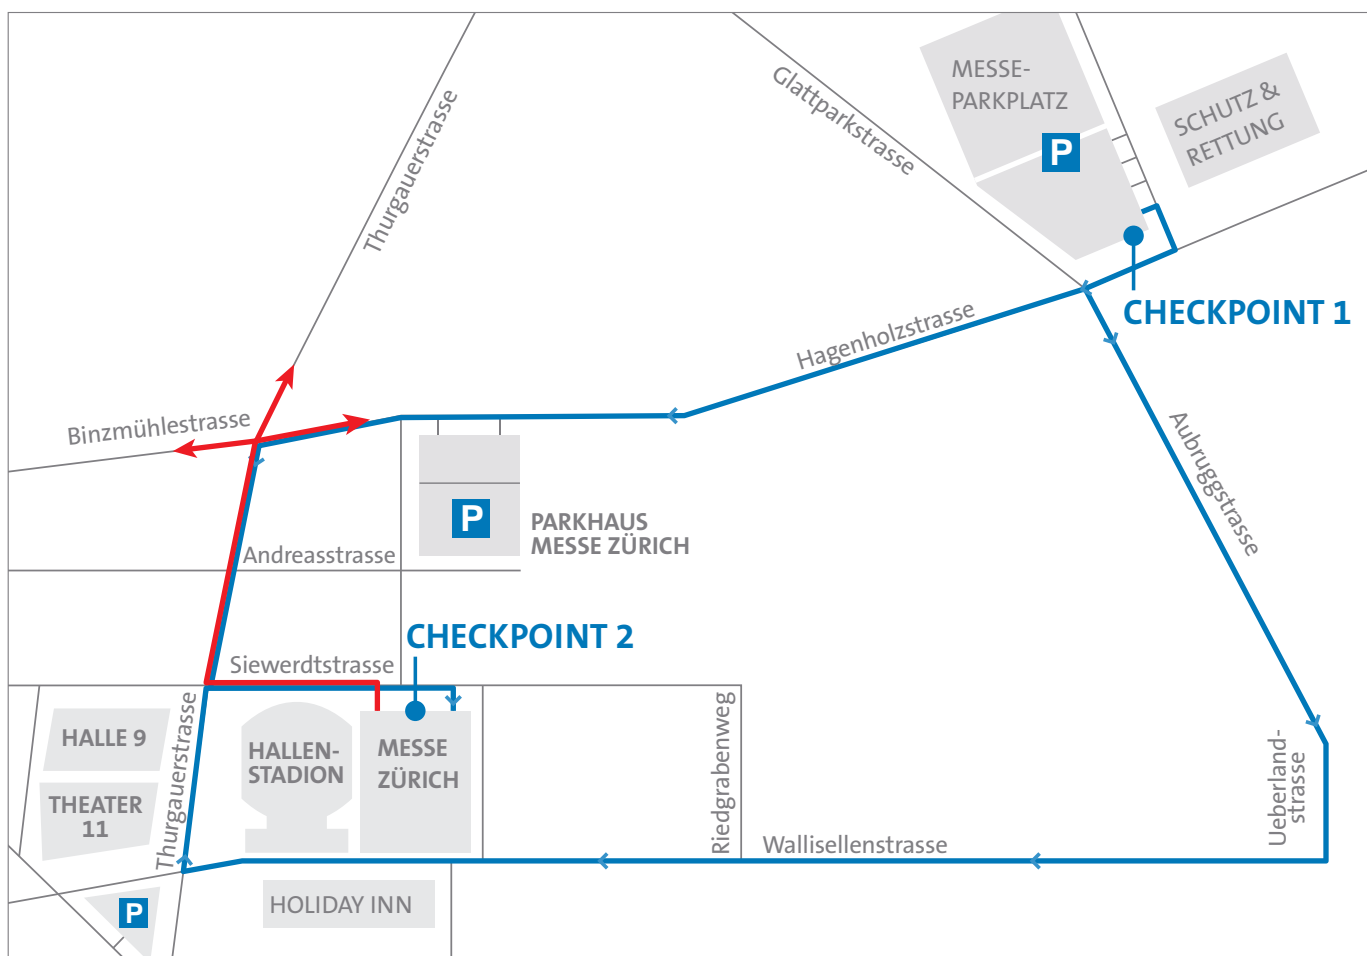 MESSE-
PARKPLATZ
P
SCHUTZ &
RETTUNG
Glattparkstrasse
Thurgauerstrasse
CHECKPOINT 1
Hagenholzstrasse
Binzmühlestrasse
Aubruggstrasse
P
PARKHAUS
MESSE ZÜRICH
Andreasstrasse
CHECKPOINT 2
Siewerdtstrasse
HALLE 9
THEATER
11
Thurgauerstrasse
HALLEN-
STADION
MESSE
ZÜRICH
Riedgrabenweg
Ueberland-
strasse
Wallisellenstrasse
HOLIDAY INN
P